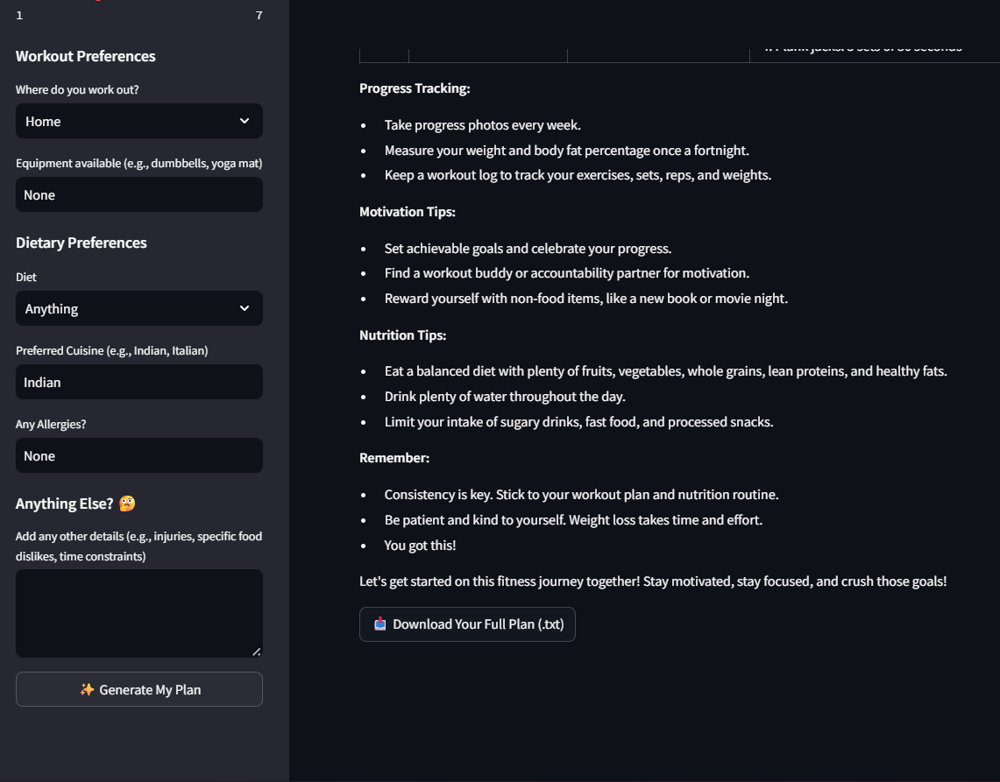 1 7
Workout Preferences
Where do you work out?
Home
Equipment available (e.g., dumbbells, yoga mat)
None
Dietary Preferences
Diet
Anything
Preferred Cuisine (e.g., Indian, Italian)
Indian
Any Allergies?
None
Anything Else? 🤔
Add any other details (e.g., injuries, specific food
dislikes, time constraints)
✨ Generate My Plan
Progress Tracking:
• Take progress photos every week.
• Measure your weight and body fat percentage once a fortnight.
• Keep a workout log to track your exercises, sets, reps, and weights.
Motivation Tips:
• Set achievable goals and celebrate your progress.
• Find a workout buddy or accountability partner for motivation.
• Reward yourself with non-food items, like a new book or movie night.
Nutrition Tips:
• Eat a balanced diet with plenty of fruits, vegetables, whole grains, lean proteins, and healthy fats.
• Drink plenty of water throughout the day.
• Limit your intake of sugary drinks, fast food, and processed snacks.
Remember:
• Consistency is key. Stick to your workout plan and nutrition routine.
• Be patient and kind to yourself. Weight loss takes time and effort.
• You got this!
Let's get started on this fitness journey together! Stay motivated, stay focused, and crush those goals!
📥 Download Your Full Plan (.txt)